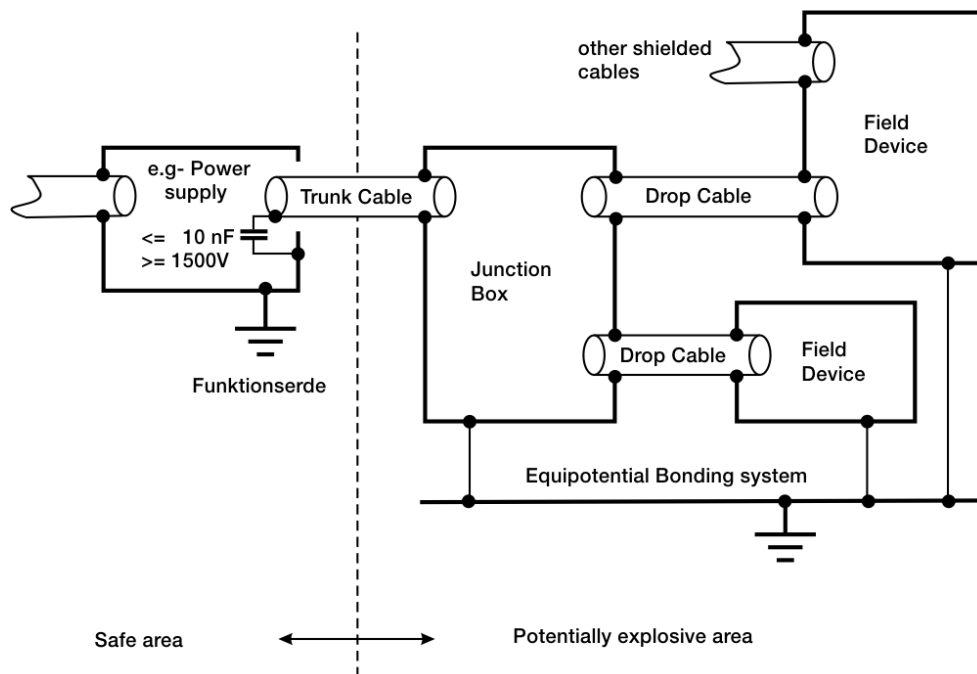 other shielded
cables
Field
Device
e.g- Power
supply
Trunk Cable
Drop Cable
<= 10 nF
>= 1500V
Junction
Box
Drop Cable
Field
Device
Funktionserde
Equipotential Bonding system
Safe area
Potentially explosive area